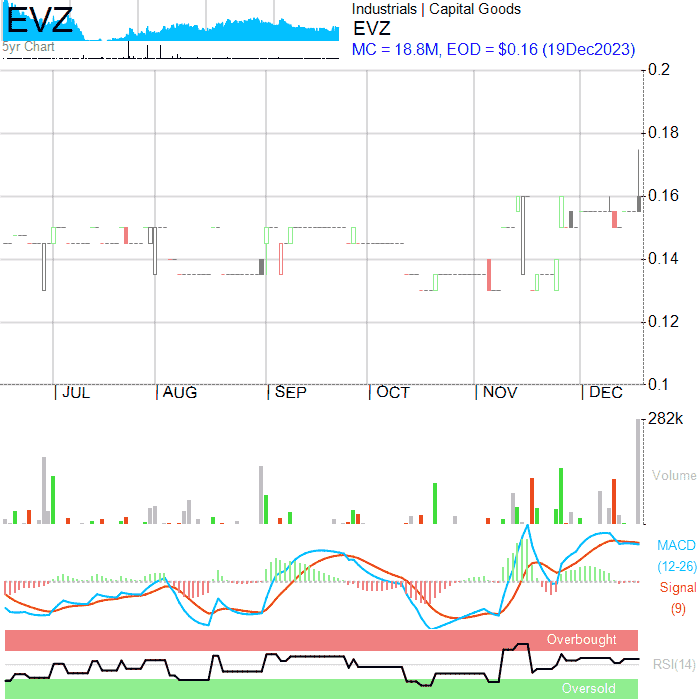 EVZ
5yr Chart
Industrials | Capital Goods
EVZ
MC = 18.8M, EOD = $0.16 (19Dec2023)
0.2
0.18
0.16
0.14
0.12
0.1
| JUL | AUG | SEP | OCT | NOV | DEC
282k
Volume
MACD
(12-26)
Signal
(9)
Overbought
RSI(14)
Oversold